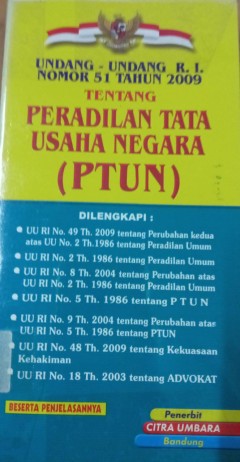 UNDANG - UNDANG R. I.
NOMOR 51 TAHUN 2009
TENTANG
PERADILAN TATA
USAHA NEGARA
(PTUN)
DILENGKAPI :
UU RI No. 49 Th. 2009 tentang Perubahan kedua
atas UU No. 2 Th.1986 tentang Peradilan Umum
UU RI No. 2 Th. 1986 tentang Peradilan Umum
UU RI No. 8 Th. 2004 tentang Perubahan atas
UU RI No. 2 Th. 1986 tentang Peradilan Umum
UU RI No. 5 Th. 1986 tentang P T U N
UU RI No. 9 Th. 2004 tentang Perubahan atas
UU RI No. 5 Th. 1986 tentang PTUN
UU RI No. 48 Th. 2009 tentang Kekuasaan
Kehakiman
UU RI No. 18 Th. 2003 tentang ADVOKAT
BESERTA PENJELASANNYA
Penerbit
CITRA UMBARA
Bandung